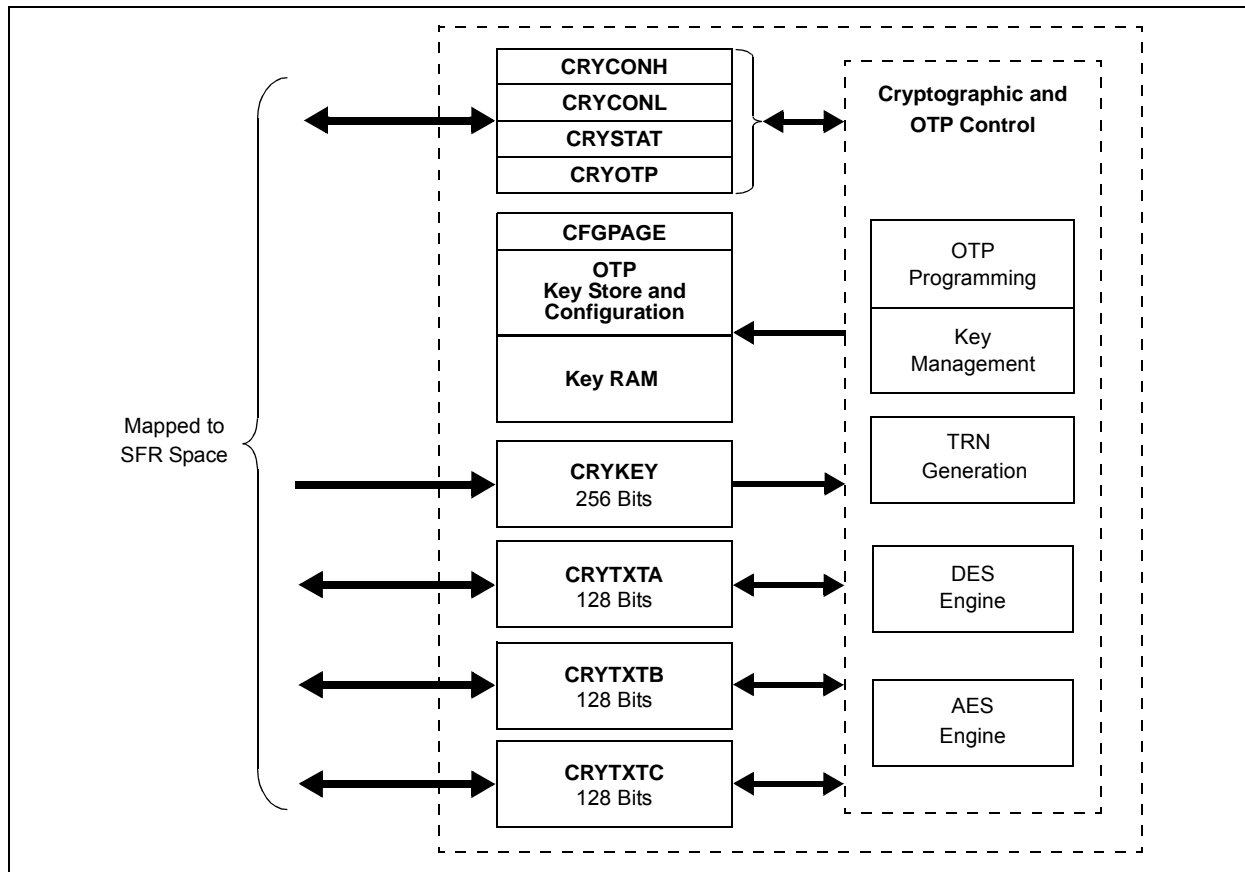 Mapped to
SFR Space
CRYCONH
CRYCONL
CRYSTAT
CRYOTP
CFGPAGE
OTP
Key Store and
Configuration
Key RAM
CRYKEY
256 Bits
CRYTXTA
128 Bits
CRYTXTB
128 Bits
CRYTXTC
128 Bits
Cryptographic and
OTP Control
OTP
Programming
Key
Management
TRN
Generation
DES
Engine
AES
Engine